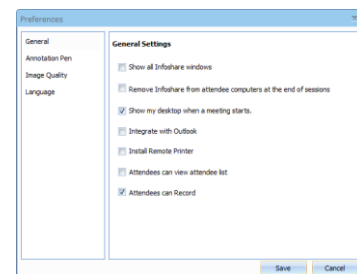 Preferences
General
Annotation Pen
Image Quality
Language
General Settings
Show all Infoshare windows
Remove Infoshare from attendee computers at the end of sessions
Show my desktop when a meeting starts.
Integrate with Outlook
Install Remote Printer
Attendees can view attendee list
Attendees can Record
Save
Cancel